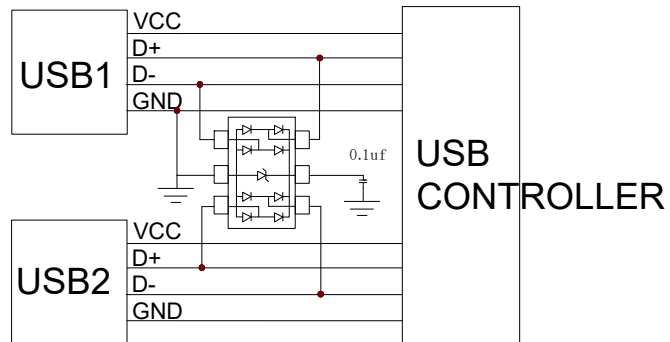 VCC
D+
USB1
D-
GND
0.1uf
USB
CONTROLLER
VCC
D+
USB2
D-
GND